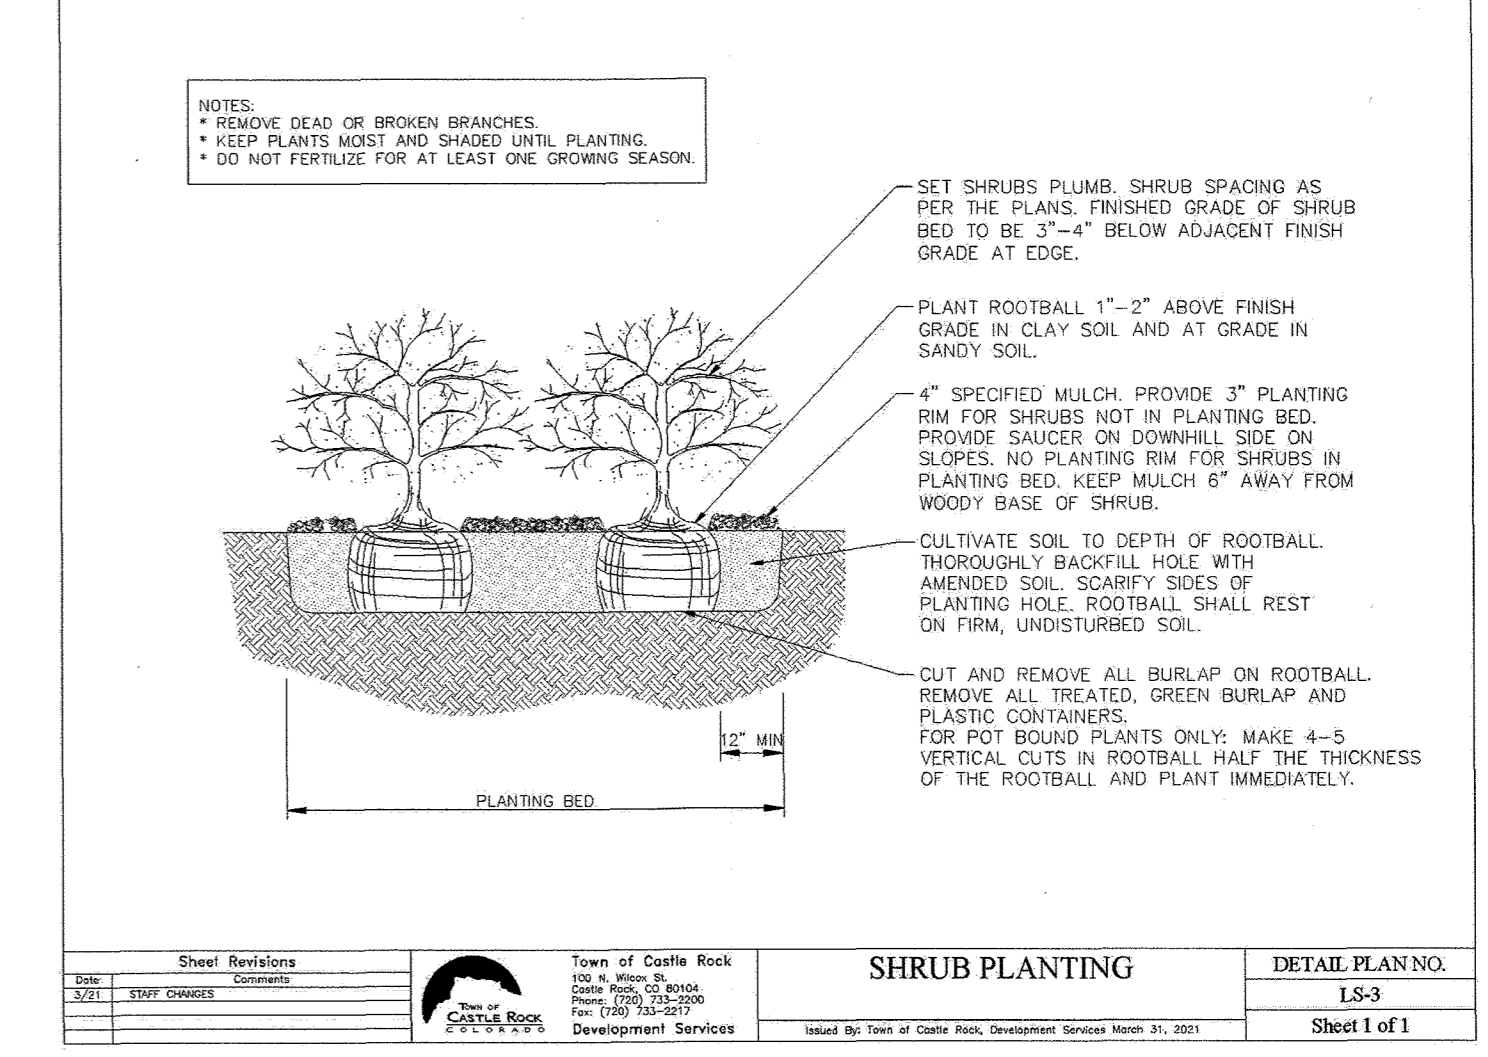 NOTES:
* REMOVE DEAD OR BROKEN BRANCHES.
* KEEP PLANTS MOIST AND SHADED UNTIL PLANTING.
* DO NOT FERTILIZE FOR AT LEAST ONE GROWING SEASON.
SET SHRUBS PLUMB. SHRUB SPACING AS
PER THE PLANS. FINISHED GRADE OF SHRUB
BED TO BE 3"-4" BELOW ADJACENT FINISH
GRADE AT EDGE.
PLANT ROOTBALL 1"-2" ABOVE FINISH
GRADE IN CLAY SOIL AND AT GRADE IN
SANDY SOIL.
4" SPECIFIED MULCH. PROVIDE 3" PLANTING
RIM FOR SHRUBS NOT IN PLANTING BED.
PROVIDE SAUCER ON DOWNHILL SIDE ON
SLOPES. NO PLANTING RIM FOR SHRUBS IN
PLANTING BED. KEEP MULCH 6" AWAY FROM
WOODY BASE OF SHRUB.
CULTIVATE SOIL TO DEPTH OF ROOTBALL.
THOROUGHLY BACKFILL HOLE WITH
AMENDED SOIL. SCARIFY SIDES OF
PLANTING HOLE. ROOTBALL SHALL REST
ON FIRM, UNDISTURBED SOIL.
CUT AND REMOVE ALL BURLAP ON ROOTBALL.
REMOVE ALL TREATED, GREEN BURLAP AND
PLASTIC CONTAINERS.
FOR POT BOUND PLANTS ONLY: MAKE 4-5
VERTICAL CUTS IN ROOTBALL HALF THE THICKNESS
OF THE ROOTBALL AND PLANT IMMEDIATELY.
12" MIN
PLANTING BED
Sheet Revisions
Date Comments
3/21 STAFF CHANGES
TOWN OF
CASTLE ROCK
COLORADO
Town of Castle Rock
100 N. Wilcox St.
Castle Rock, CO 80104
Phone: (720) 733-2200
Fax: (720) 733-2217
Development Services
SHRUB PLANTING
Issued By: Town of Castle Rock, Development Services March 31, 2021
DETAIL PLAN NO.
LS-3
Sheet 1 of 1